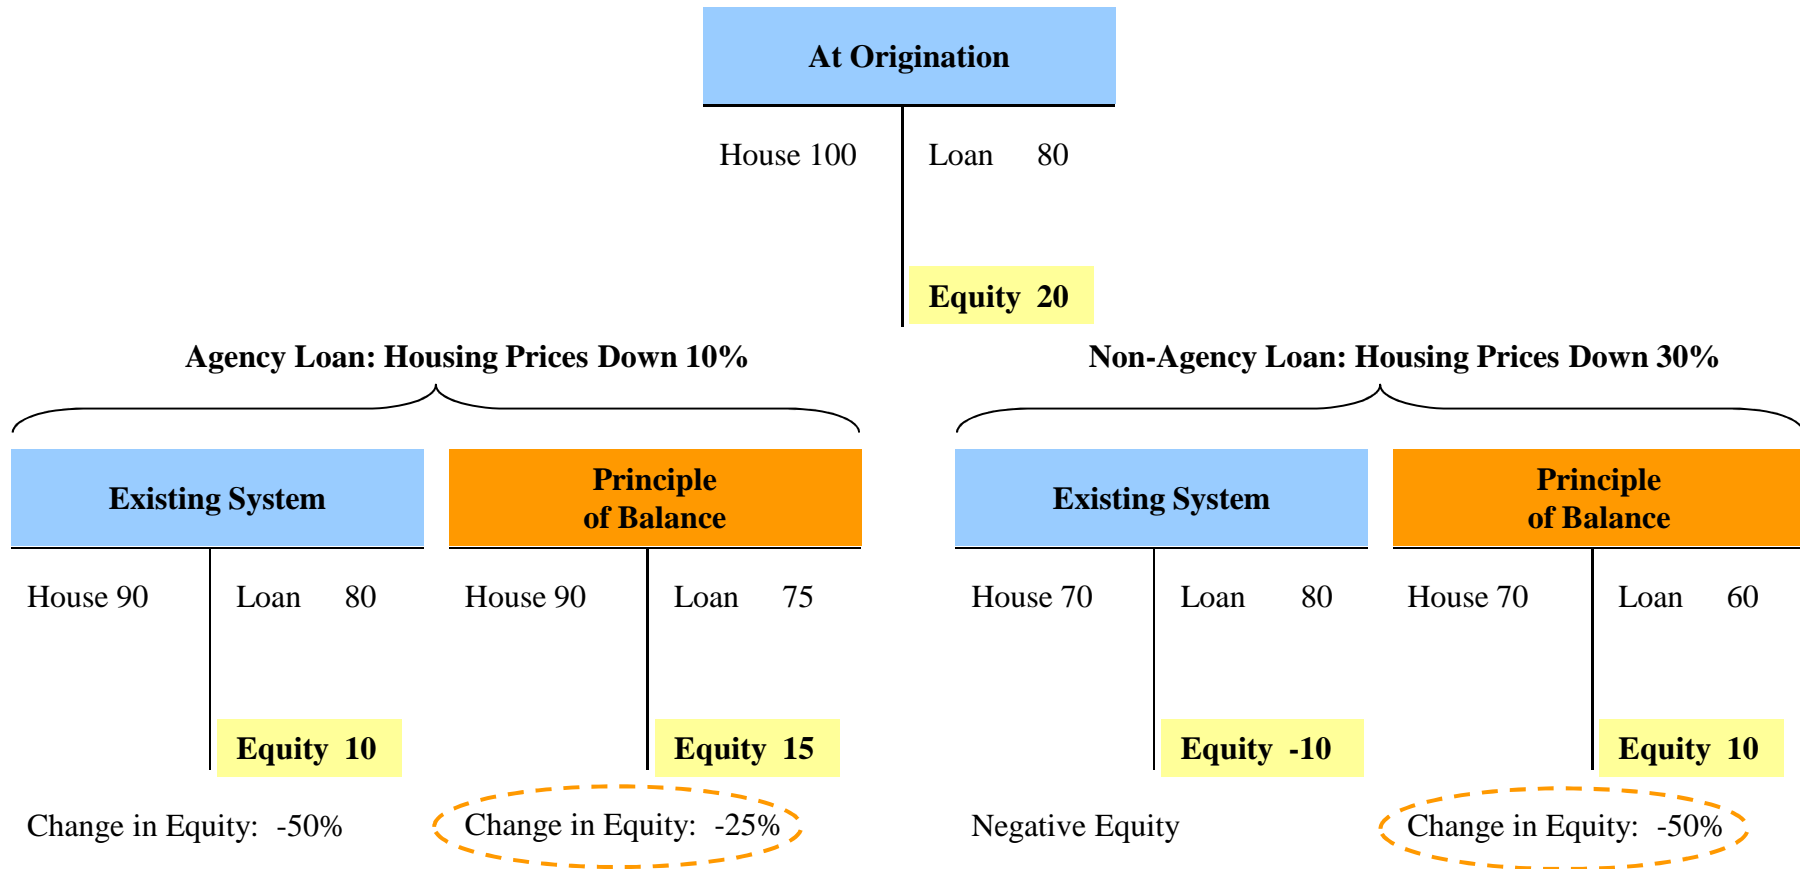 At Origination
House 100 Loan 80
Equity 20
Agency Loan: Housing Prices Down 10%
Non-Agency Loan: Housing Prices Down 30%
Existing System
Principle
of Balance
Existing System
Principle
of Balance
House 90 Loan 80
House 90 Loan 75
House 70 Loan 80
House 70 Loan 60
Equity 10
Equity 15
Equity -10
Equity 10
Change in Equity: -50%
Change in Equity: -25%
Negative Equity
Change in Equity: -50%